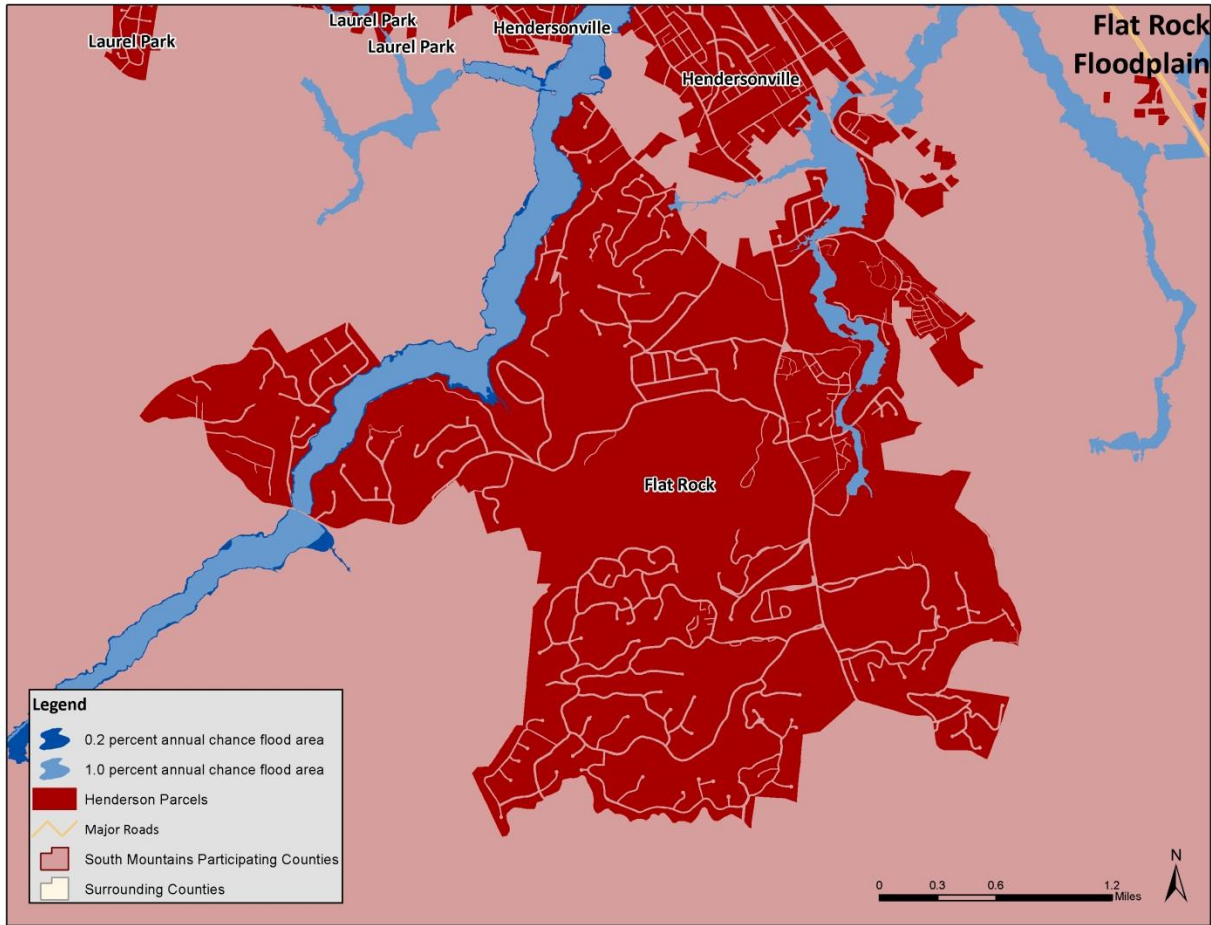 Laurel Park
Laurel Park
Laurel Park
Hendersonville
Hendersonville
Flat Rock
Floodplain
Flat Rock
Legend
0.2 percent annual chance flood area
1.0 percent annual chance flood area
Henderson Parcels
Major Roads
South Mountains Participating Counties
Surrounding Counties
N
0 0.3 0.6 1.2
Miles